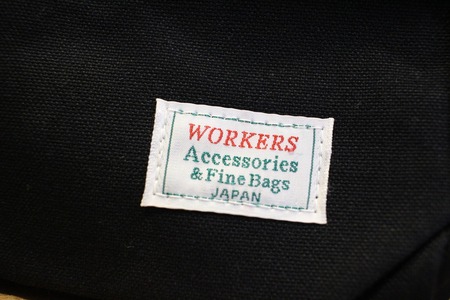 WORKERS
Accessories
& Fine Bags
JAPAN